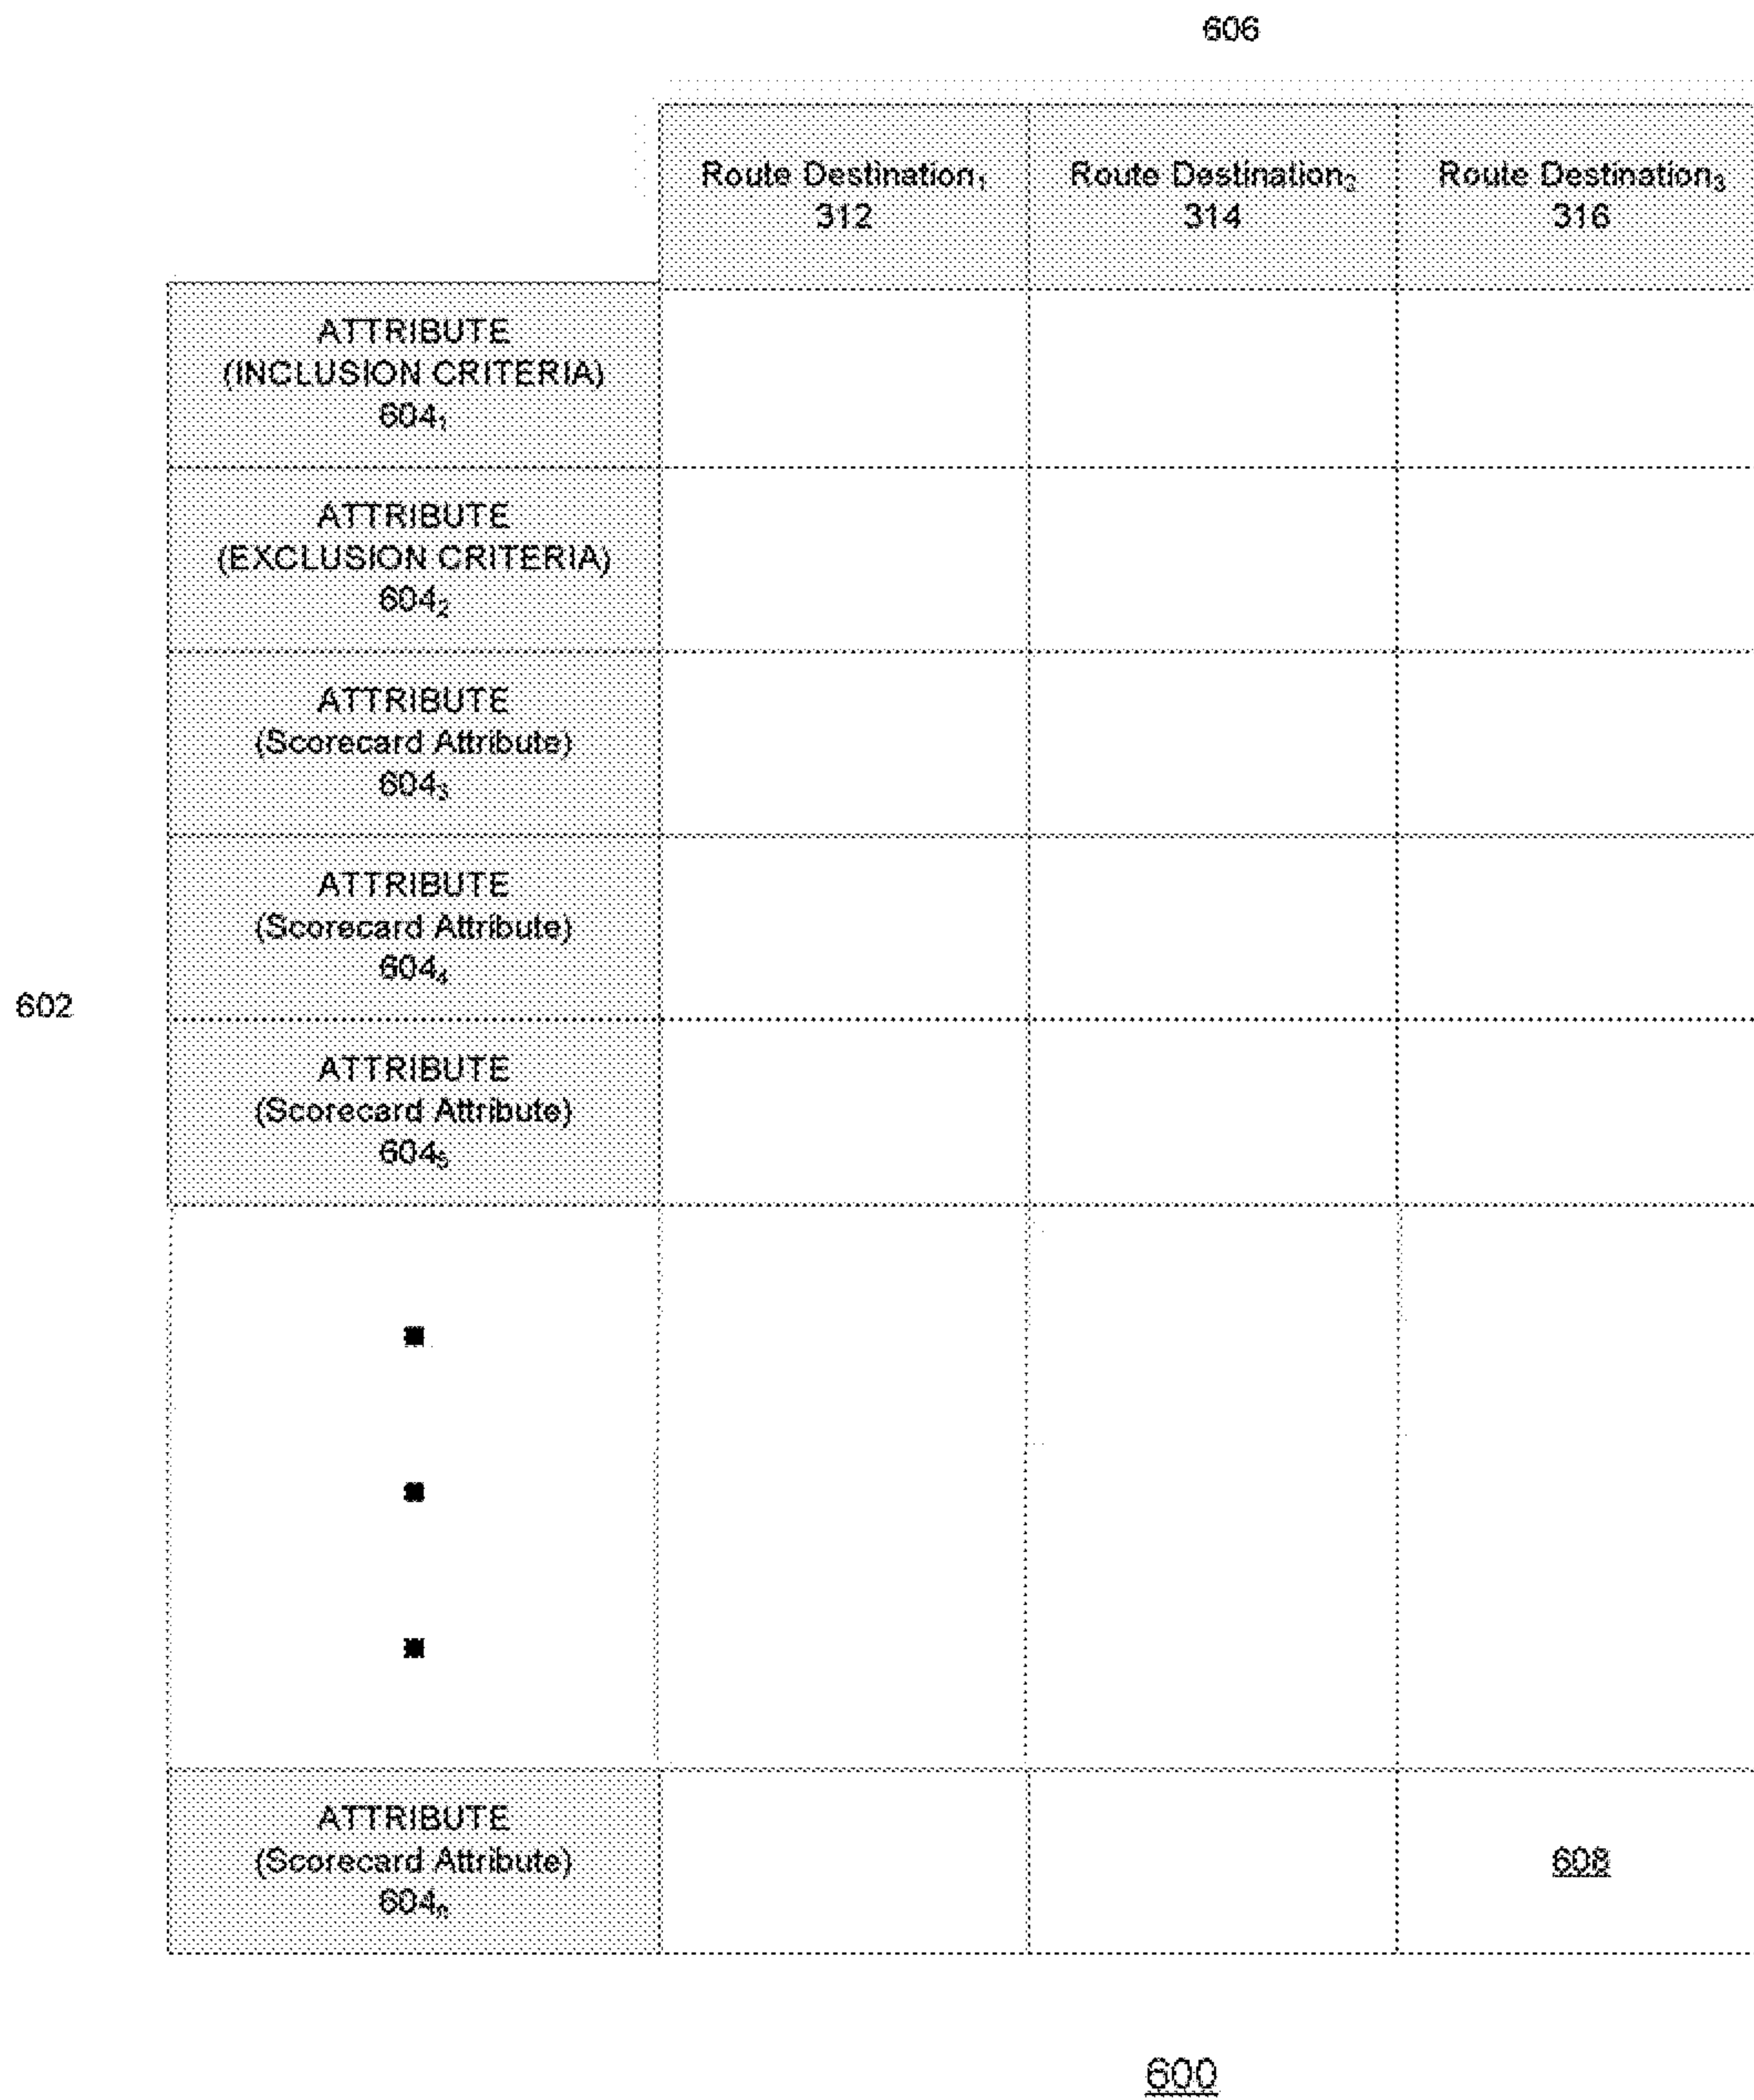 606
Route Destination₁ Route Destination₂ Route Destination₃
312 314 316
ATTRIBUTE
(INCLUSION CRITERIA)
604₁
ATTRIBUTE
(EXCLUSION CRITERIA)
604₂
ATTRIBUTE
(Scorecard Attribute)
604₃
ATTRIBUTE
(Scorecard Attribute)
604₄
602
ATTRIBUTE
(Scorecard Attribute)
604₅
ATTRIBUTE
(Scorecard Attribute)
604ₙ
608
600